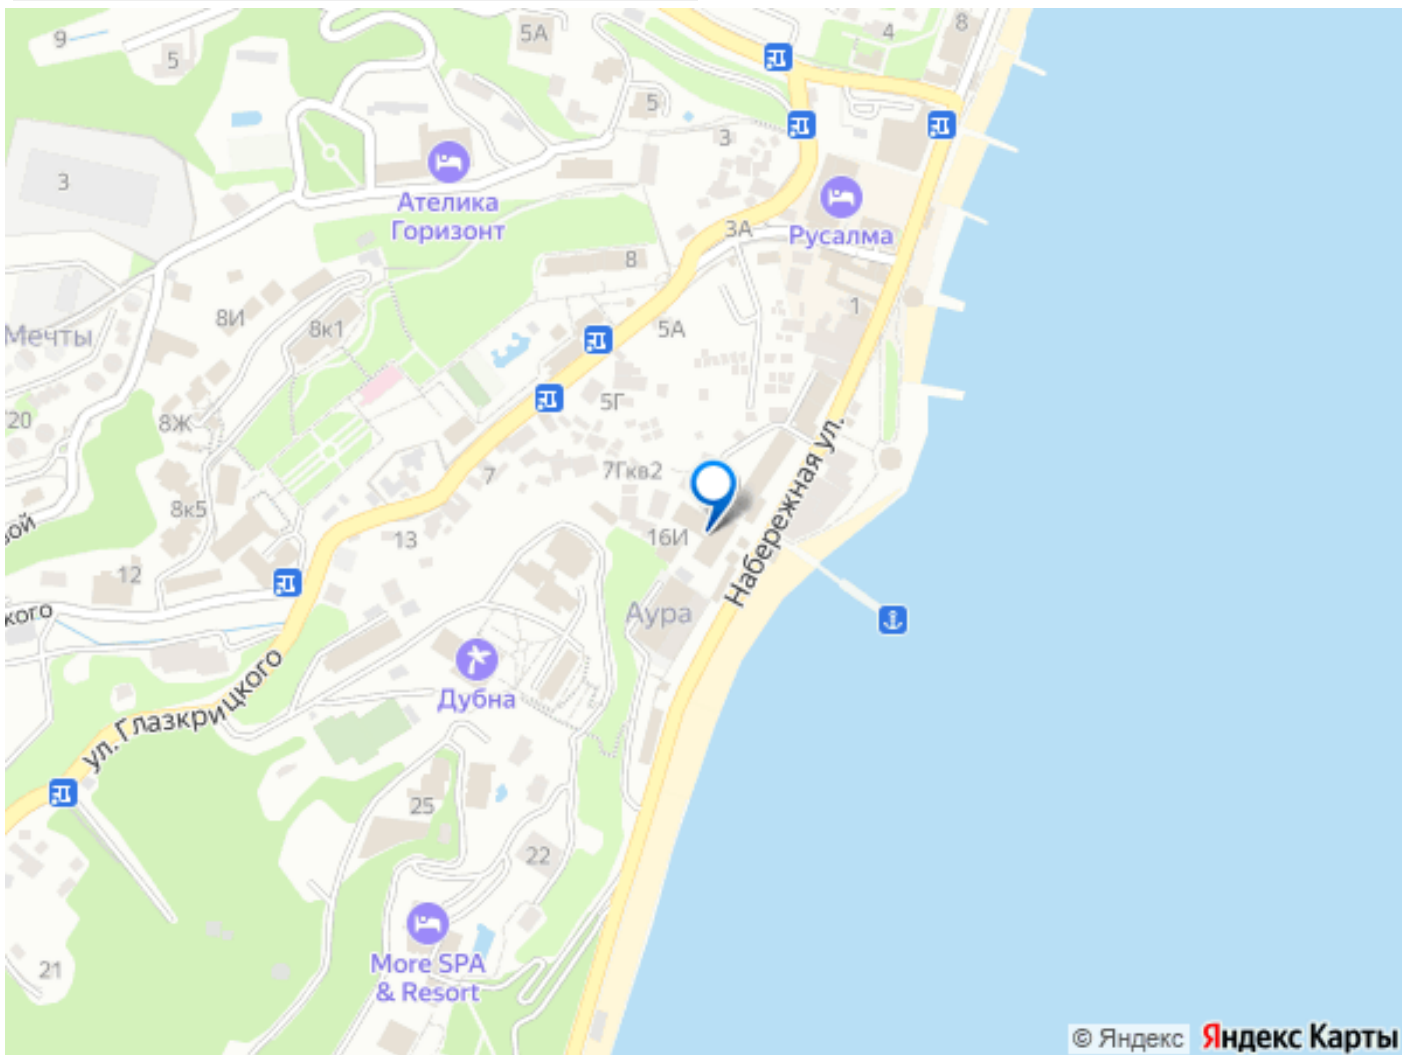 9
5
5А
4
8
5
3
3
Ателика
Горизонт
3А
Русалма
8
1
8И
8к1
5А
Мечты
5Г
20
8Ж
7
7Гкв2
Набережная ул.
8к5
вой
13
16И
12
кого
Аура
Дубна
ул. Глазкрицкого
25
22
More SPA
& Resort
21
© Яндекс Яндекс Карты